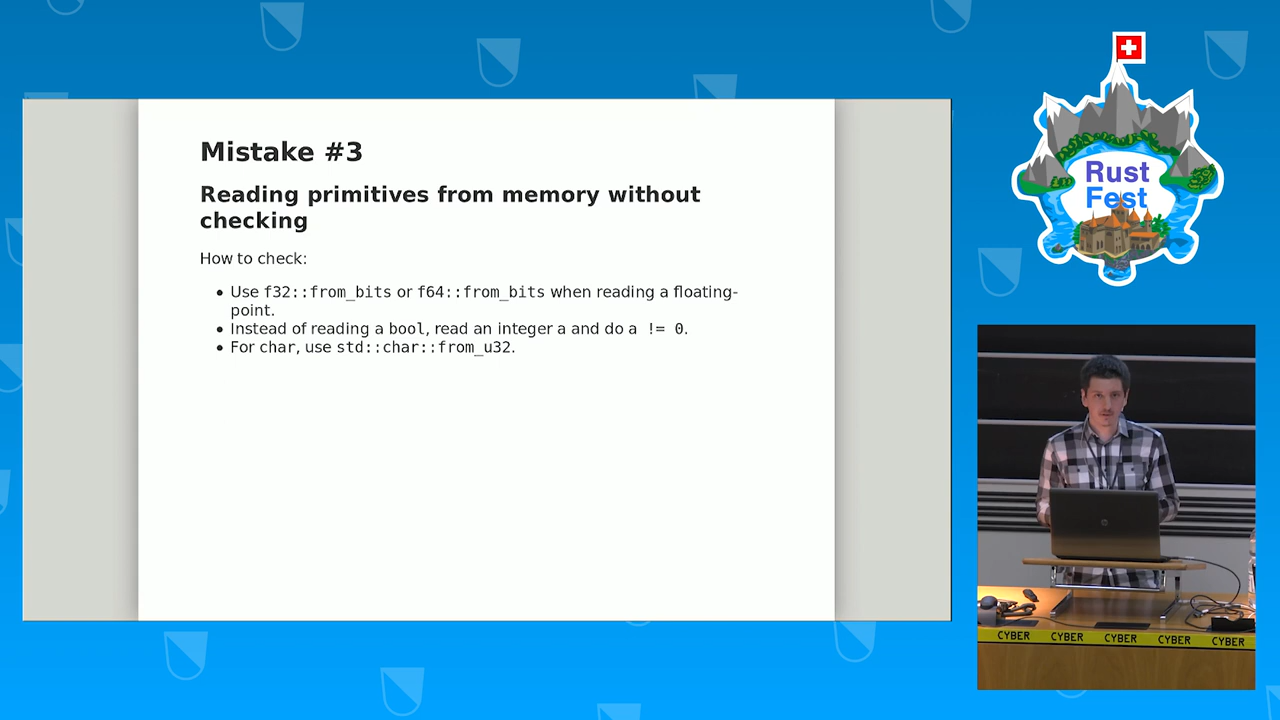 Mistake #3
Reading primitives from memory without
checking
How to check:
• Use f32::from_bits or f64::from_bits when reading a floating-
point.
• Instead of reading a bool, read an integer a and do a != 0.
• For char, use std::char::from_u32.
Rust
Fest
CYBER CYBER CYBER CYBER CYBER